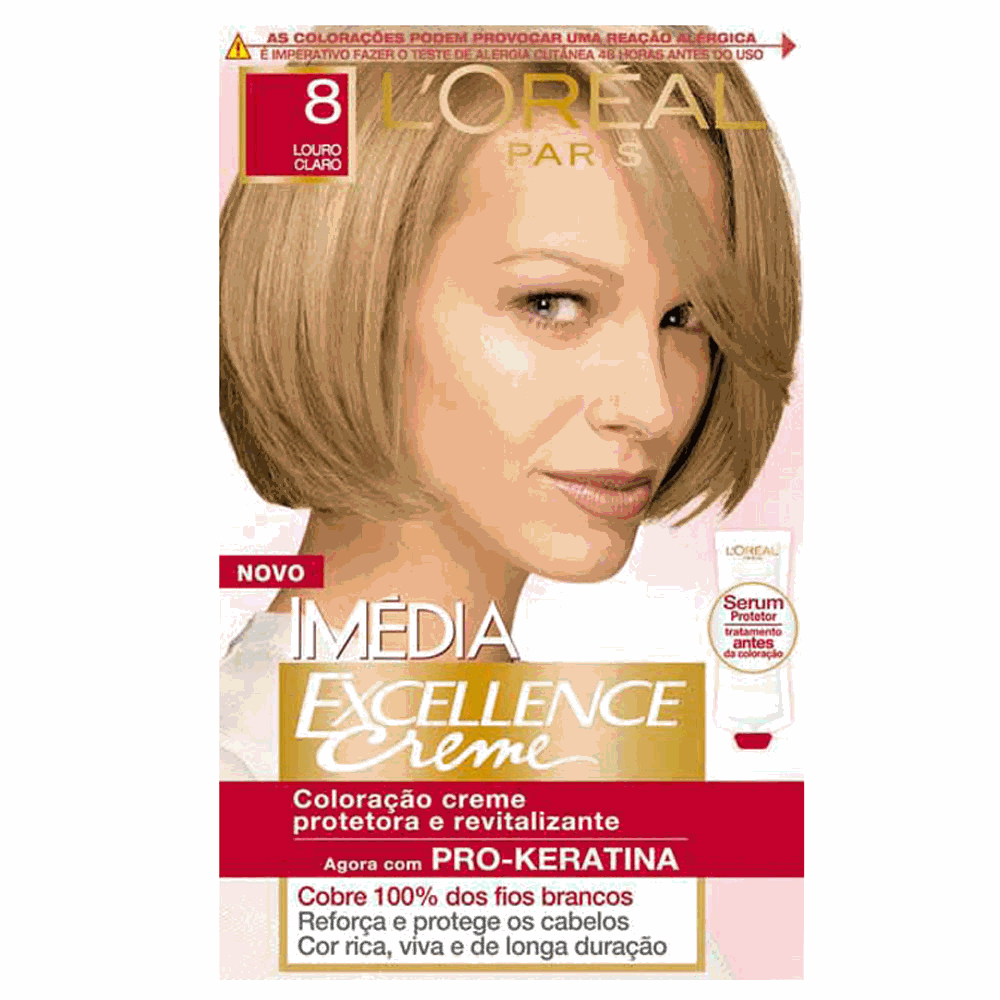 AS COLORAÇÕES PODEM PROVOCAR UMA REAÇÃO ALÉRGICA
É IMPERATIVO FAZER O TESTE DE ALERGIA CUTÂNEA 48 HORAS ANTES DO USO
8
LOURO
CLARO
L'ORÉAL
PARIS
NOVO
IMÉDIA
EXCELLENCE
Creme
L'ORÉAL
PARIS
Serum
Protetor
tratamento
antes
da coloração
Coloração creme
protetora e revitalizante
Agora com PRO-KERATINA
Cobre 100% dos fios brancos
Reforça e protege os cabelos
Cor rica, viva e de longa duração